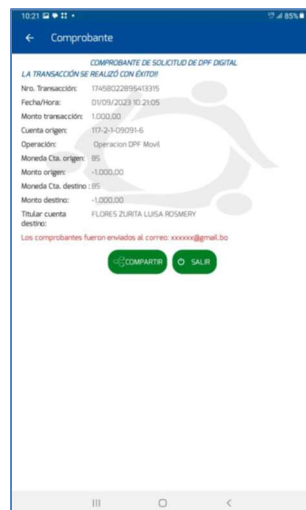 10:21
85%
Comprobante
COMPROBANTE DE SOLICITUD DE DPF DIGITAL
LA TRANSACCIÓN SE REALIZÓ CON ÉXITO!!
Nro. Transacción: 17458022895413315
Fecha/Hora: 01/09/2023 10:21:05
Monto transacción: 1.000,00
Cuenta origen: 117-2-1-09091-6
Operación: Operacion DPF Movil
Moneda Cta. origen: BS
Monto origen: -1.000,00
Moneda Cta. destino : BS
Monto destino: -1.000,00
Titular cuenta destino: FLORES ZURITA LUISA ROSMERY
Los comprobantes fueron enviados al correo: xxxxxx@gmail.bo
COMPARTIR SALIR